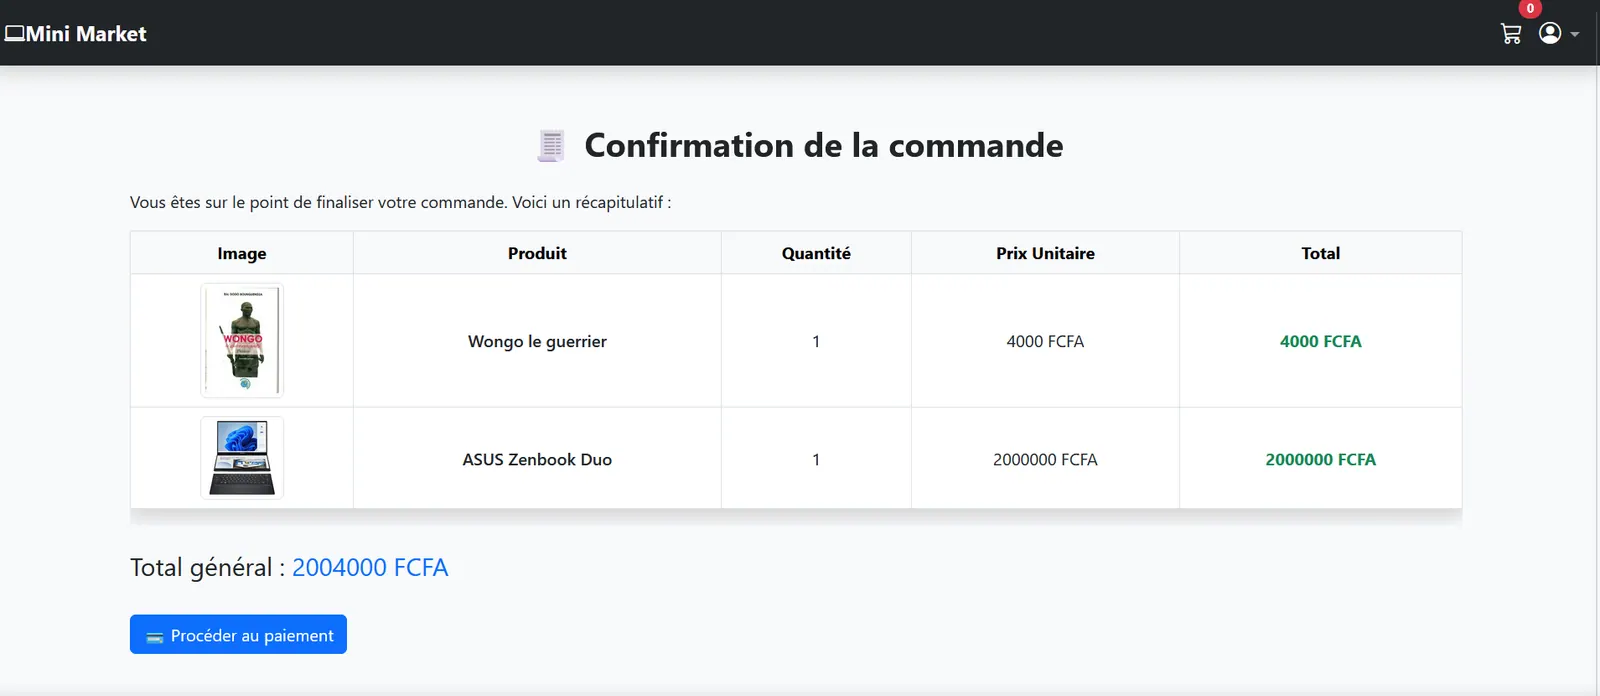 0
Mini Market
Confirmation de la commande
Vous êtes sur le point de finaliser votre commande. Voici un récapitulatif :
Image Produit Quantité Prix Unitaire Total
WONGO
Wongo le guerrier 1 4000 FCFA 4000 FCFA
ASUS Zenbook Duo 1 2000000 FCFA 2000000 FCFA
Total général : 2004000 FCFA
Procéder au paiement